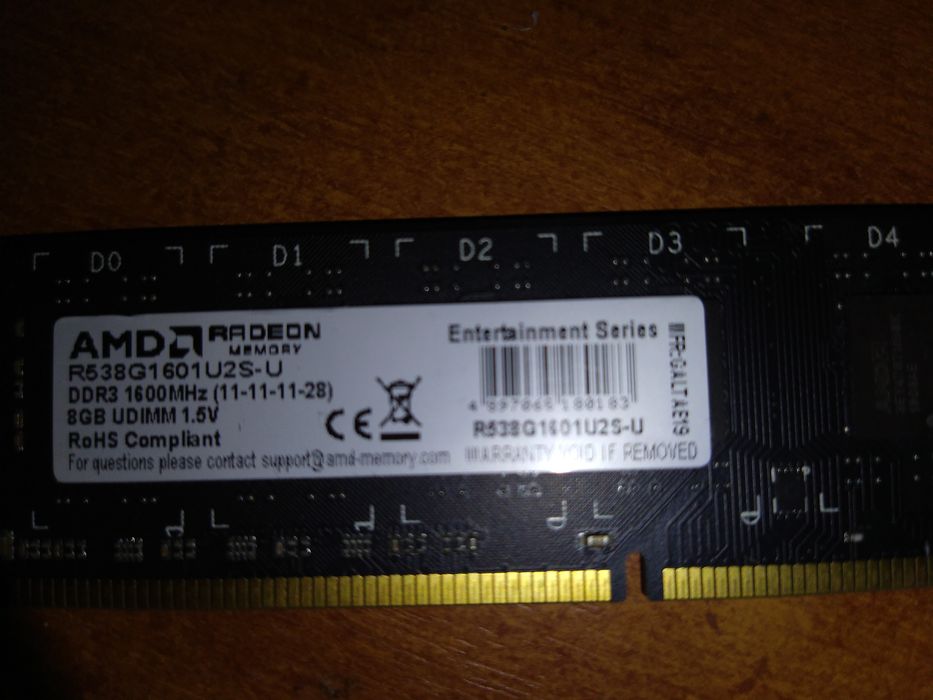 D0 D1 D2 D3 D4
AMD RADEON
MEMORY
R538G1601U2S-U
DDR3 1600MHz (11-11-11-28)
8GB UDIMM 1.5V
RoHS Compliant
For questions please contact support@amd-memory.com
CE
Entertainment Series
R538G1601U2S-U
WARRANTY VOID IF REMOVED